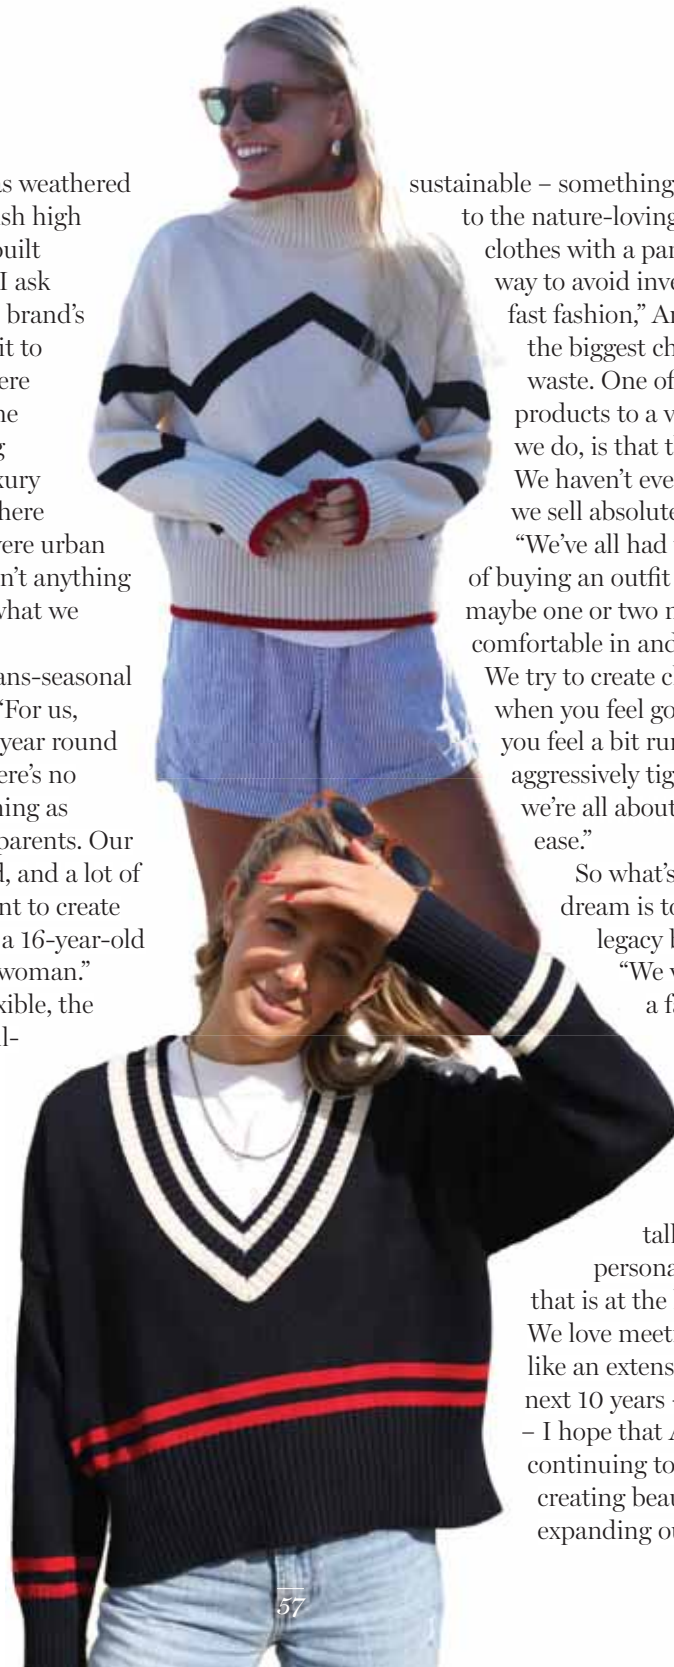 s weathered
sh high
built
I ask
brand's
it to
ere
ne
g
xury
here
vere urban
n't anything
what we
ans-seasonal
"For us,
year round
ere's no
ning as
parents. Our
d, and a lot of
nt to create
a 16-year-old
woman."
xible, the
ll-
sustainable – something
to the nature-loving
clothes with a par
way to avoid inve
fast fashion," An
the biggest ch
waste. One of
products to a v
we do, is that th
We haven't eve
we sell absolute
"We've all had
of buying an outfit
maybe one or two n
comfortable in and
We try to create cl
when you feel go
you feel a bit run
aggressively tig
we're all about
ease."
So what's
dream is to
legacy b
"We v
a fa
tall
persona
that is at the
We love meeti
like an extens
next 10 years
– I hope that A
continuing to
creating beau
expanding ou
57